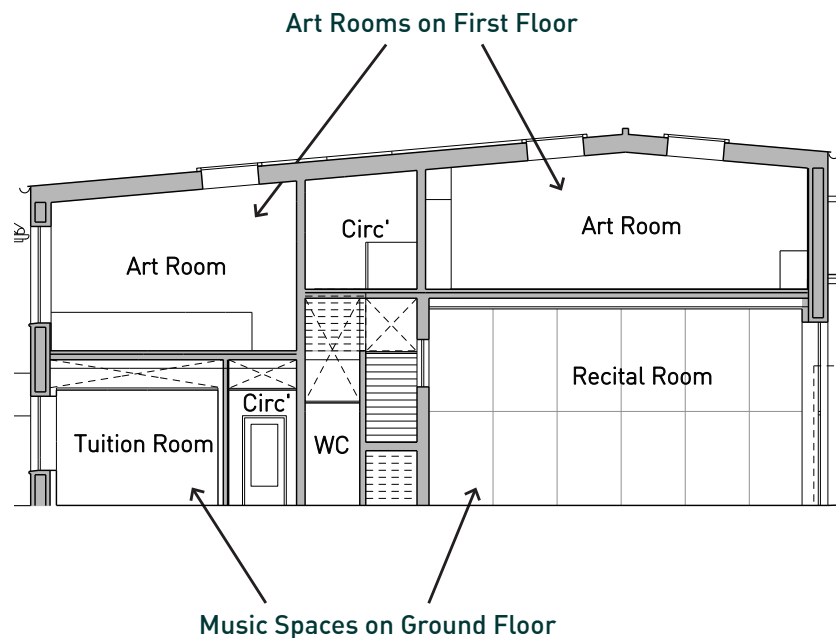 Art Rooms on First Floor
Circ'
Art Room
Art Room
Recital Room
Circ'
Tuition Room
WC
Music Spaces on Ground Floor